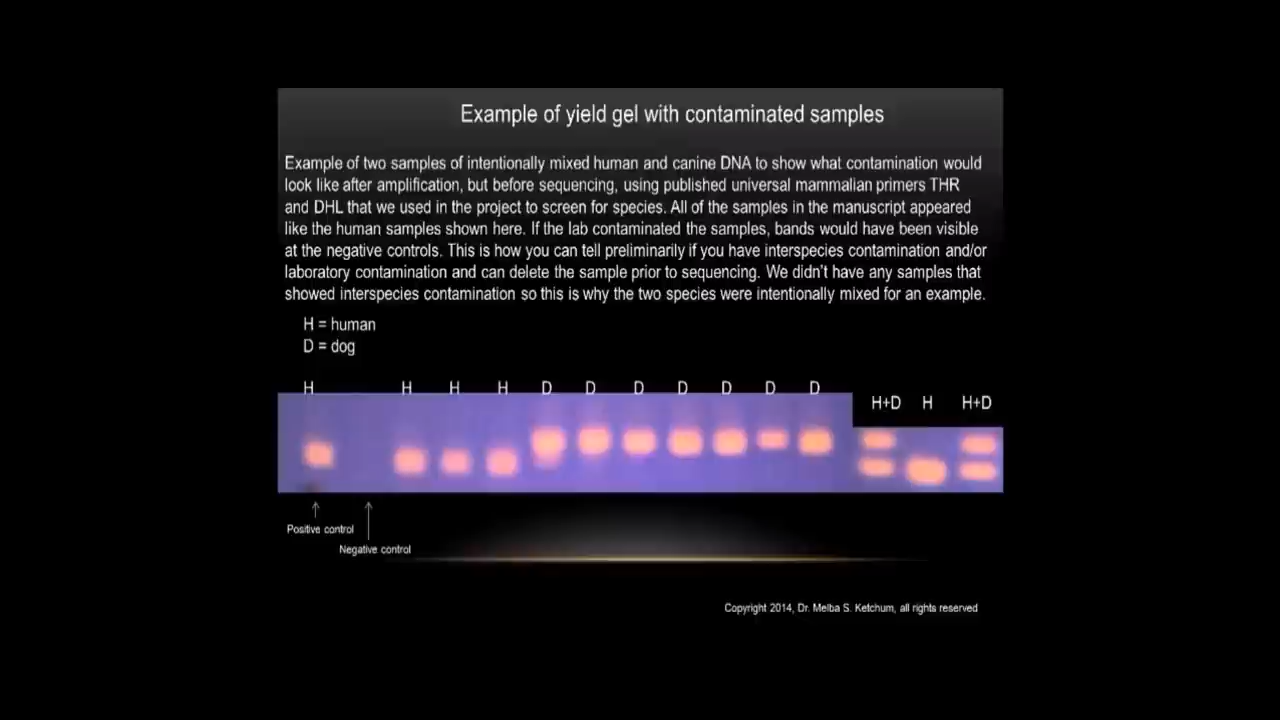 Example of yield gel with contaminated samples
Example of two samples of intentionally mixed human and canine DNA to show what contamination would
look like after amplification, but before sequencing, using published universal mammalian primers THR
and DHL that we used in the project to screen for species. All of the samples in the manuscript appeared
like the human samples shown here. If the lab contaminated the samples, bands would have been visible
at the negative controls. This is how you can tell preliminarily if you have interspecies contamination and/or
laboratory contamination and can delete the sample prior to sequencing. We didn't have any samples that
showed interspecies contamination so this is why the two species were intentionally mixed for an example.
H = human
D = dog
H H H H D D D D D D D
H+D H H+D
Positive control
Negative control
Copyright 2014, Dr. Melba S. Ketchum, all rights reserved